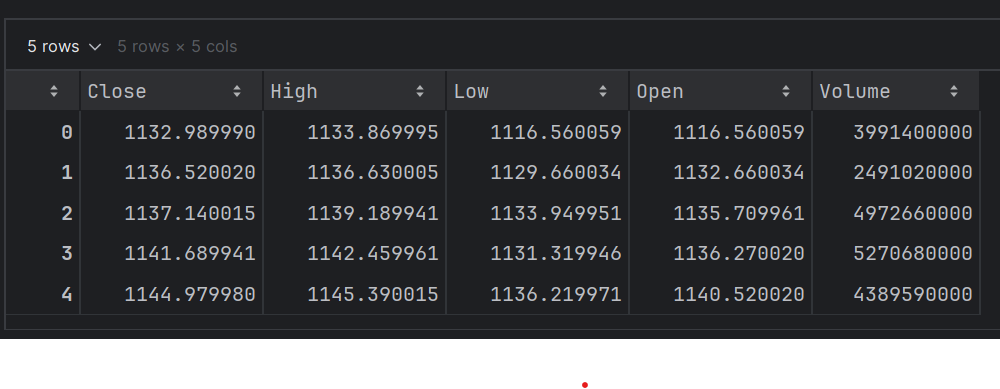 5 rows 5 rows × 5 cols
Close High Low Open Volume
0 1132.989990 1133.869995 1116.560059 1116.560059 3991400000
1 1136.520020 1136.630005 1129.660034 1132.660034 2491020000
2 1137.140015 1139.189941 1133.949951 1135.709961 4972660000
3 1141.689941 1142.459961 1131.319946 1136.270020 5270680000
4 1144.979980 1145.390015 1136.219971 1140.520020 4389590000